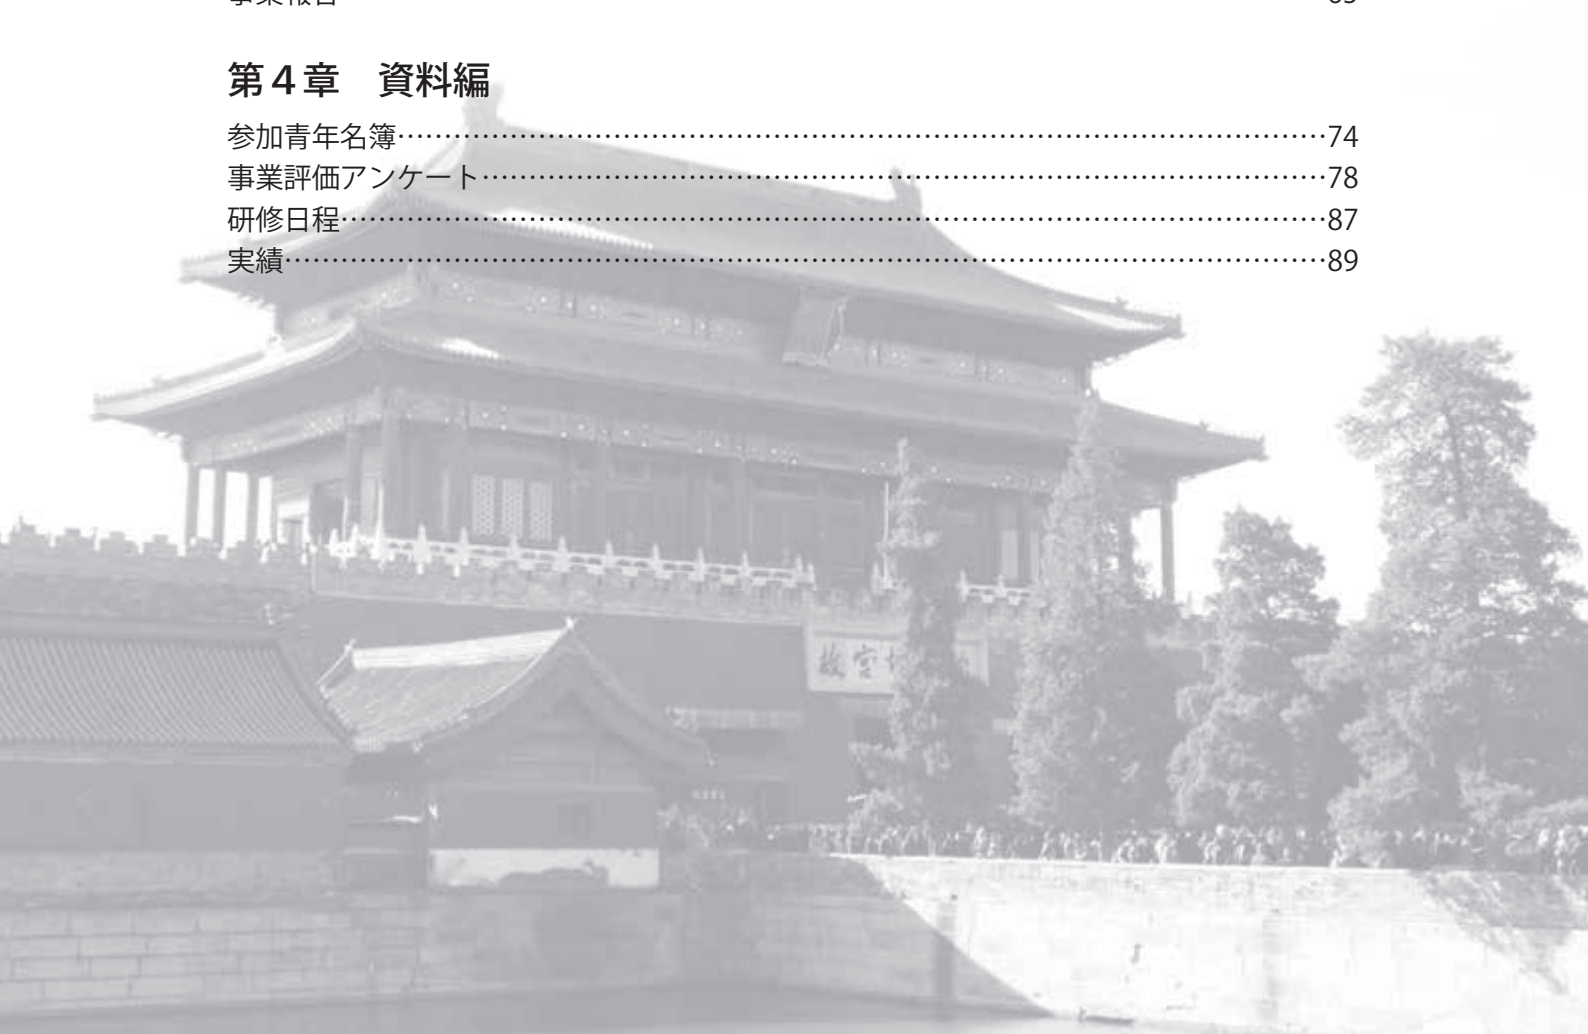 第4章　資料編
参加青年名簿……………………………………………………………………………………74
事業評価アンケート……………………………………………………………………………78
研修日程…………………………………………………………………………………………87
実績………………………………………………………………………………………………89
故宮